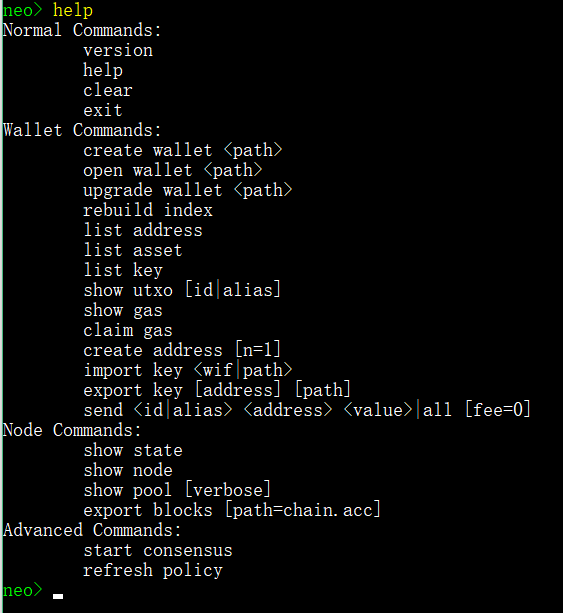 neo> help
Normal Commands:
version
help
clear
exit
Wallet Commands:
create wallet <path>
open wallet <path>
upgrade wallet <path>
rebuild index
list address
list asset
list key
show utxo [id|alias]
show gas
claim gas
create address [n=1]
import key <wif|path>
export key [address] [path]
send <id|alias> <address> <value>|all [fee=0]
Node Commands:
show state
show node
show pool [verbose]
export blocks [path=chain.acc]
Advanced Commands:
start consensus
refresh policy
neo>